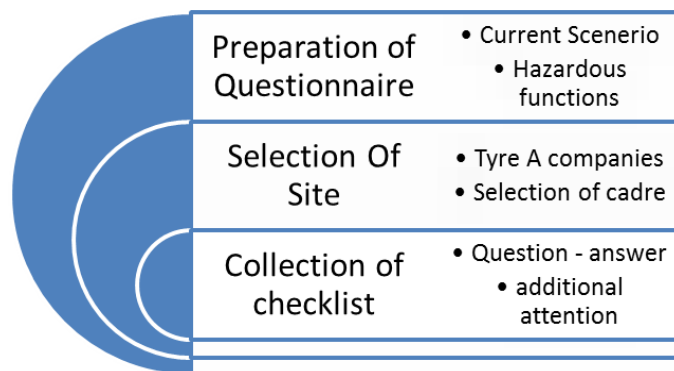 Preparation of
Questionnaire
• Current Scenerio
• Hazardous
functions
Selection Of
Site
• Tyre A companies
• Selection of cadre
Collection of
checklist
• Question - answer
• additional
attention